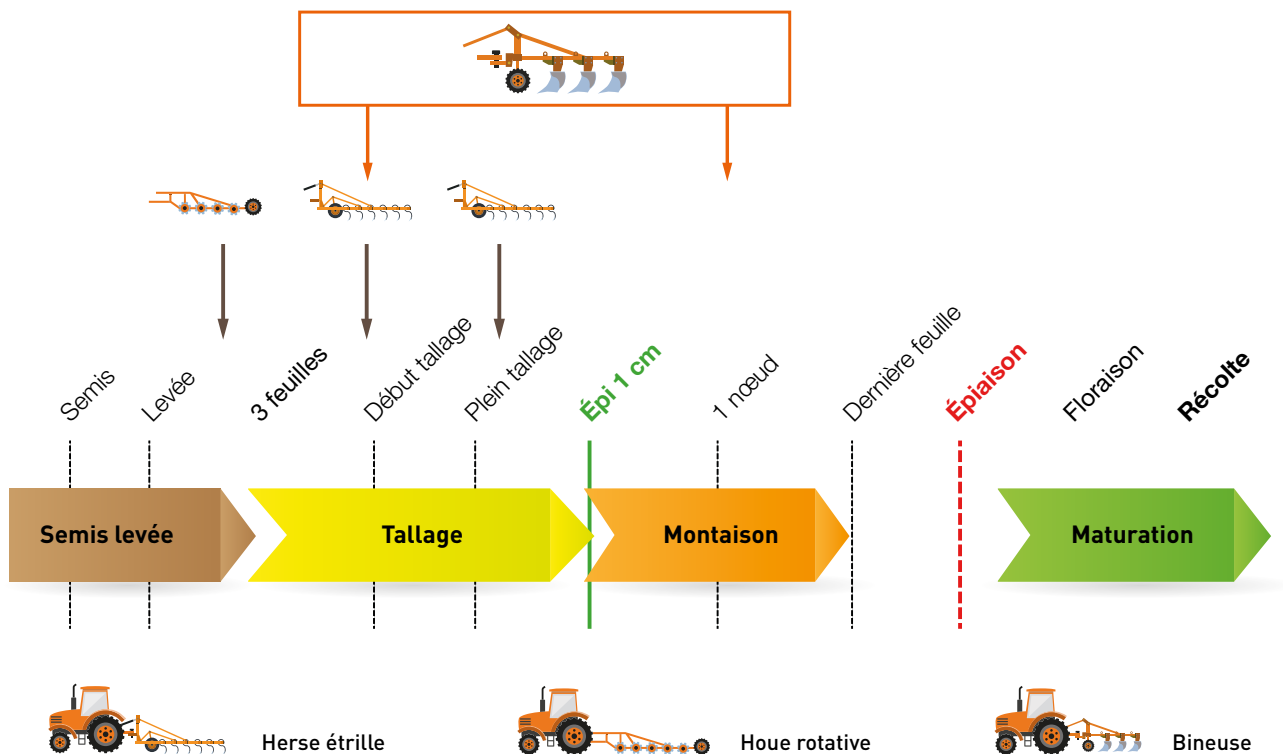 Semis
Levée
3 feuilles
Début tallage
Plein tallage
Épi 1 cm
1 nœud
Dernière feuille
Épiaison
Floraison
Récolte
Semis levée
Tallage
Montaison
Maturation
Herse étrille
Houe rotative
Bineuse